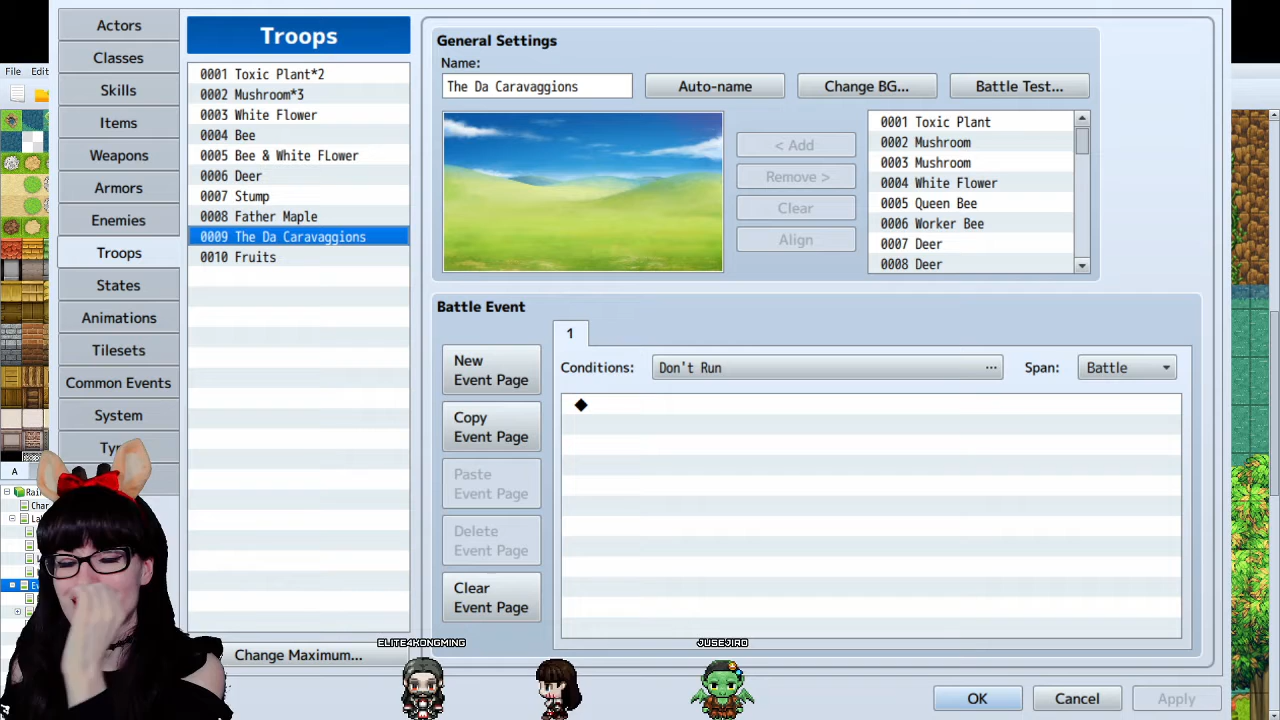 File Edit
Actors
Classes
Skills
Items
Weapons
Armors
Enemies
Troops
States
Animations
Tilesets
Common Events
System
A
Troops
0001 Toxic Plant*2
0002 Mushroom*3
0003 White Flower
0004 Bee
0005 Bee & White FLower
0006 Deer
0007 Stump
0008 Father Maple
0009 The Da Caravaggions
0010 Fruits
Change Maximum...
General Settings
Name:
The Da Caravaggions
Auto-name
Change BG...
Battle Test...
< Add
Remove >
Clear
Align
0001 Toxic Plant
0002 Mushroom
0003 Mushroom
0004 White Flower
0005 Queen Bee
0006 Worker Bee
0007 Deer
0008 Deer
Battle Event
1
New
Event Page
Copy
Event Page
Paste
Event Page
Delete
Event Page
Clear
Event Page
Conditions: Don't Run ...
Span: Battle
ELITE4KONGMING
JUSEJIRO
OK
Cancel
Apply